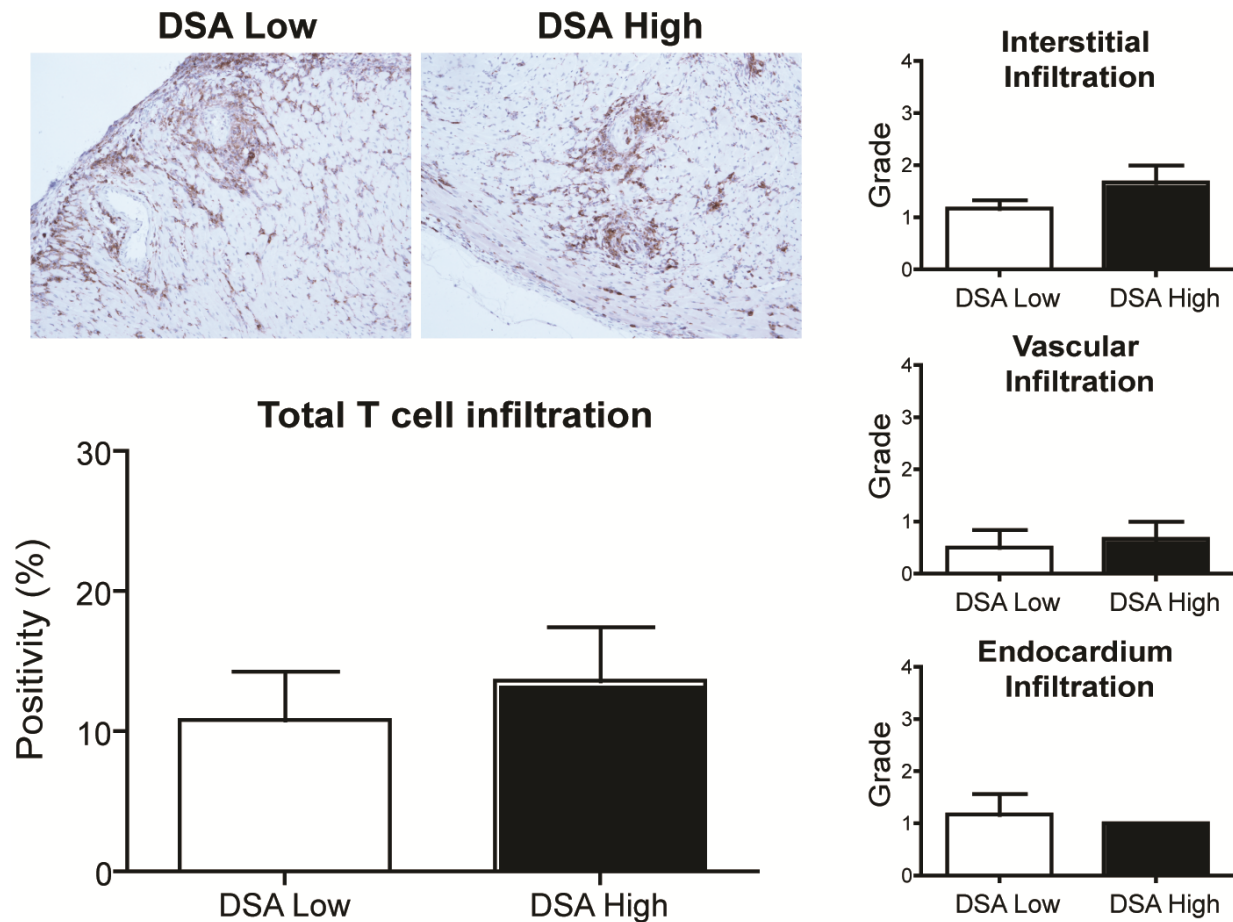 DSA Low
DSA High
Total T cell infiltration
Positivity (%)
30
20
10
0
DSA Low
DSA High
Interstitial
Infiltration
Grade
4
3
2
1
0
DSA Low
DSA High
Vascular
Infiltration
Grade
4
3
2
1
0
DSA Low
DSA High
Endocardium
Infiltration
Grade
4
3
2
1
0
DSA Low
DSA High